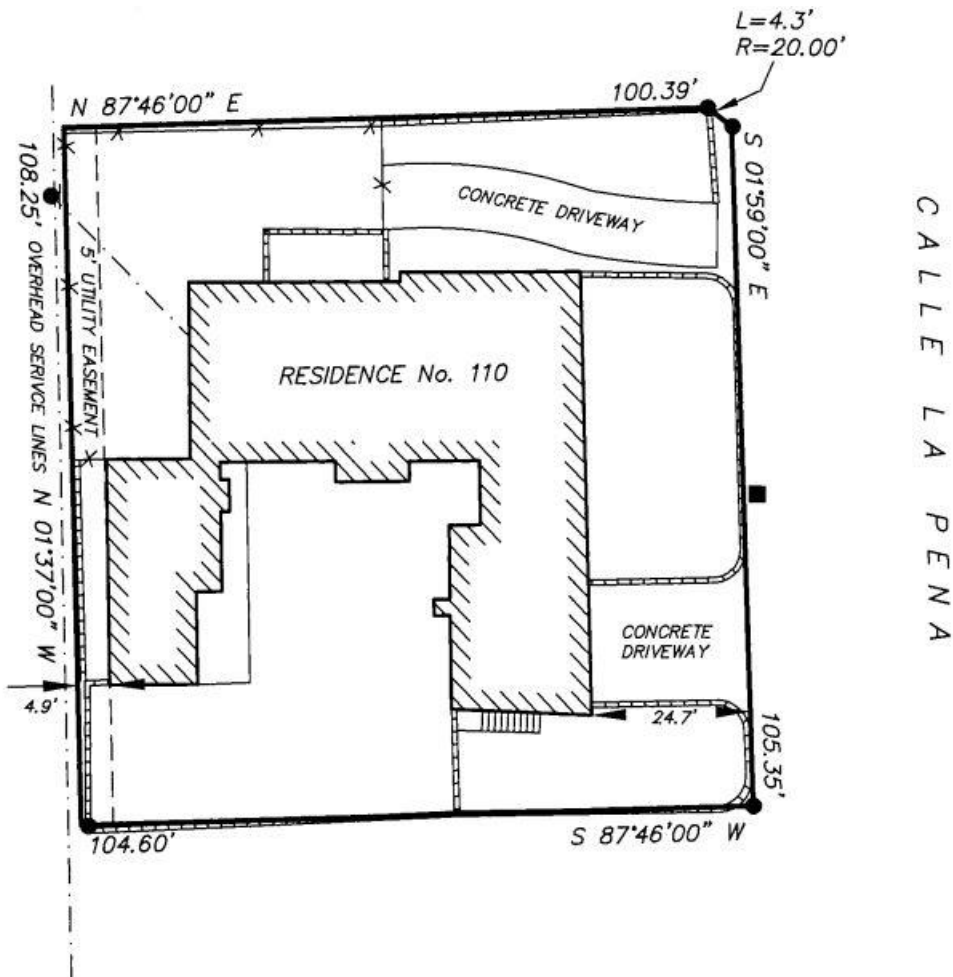 L=4.3'
R=20.00'
100.39'
N 87°46'00" E
S 01°59'00" E
CONCRETE DRIVEWAY
CALLE LA PENA
108.25' OVERHEAD SERIVCE LINES N 01°37'00" W
5' UTILITY EASEMENT
RESIDENCE No. 110
CONCRETE
DRIVEWAY
4.9'
24.7'
105.35'
104.60'
S 87°46'00" W